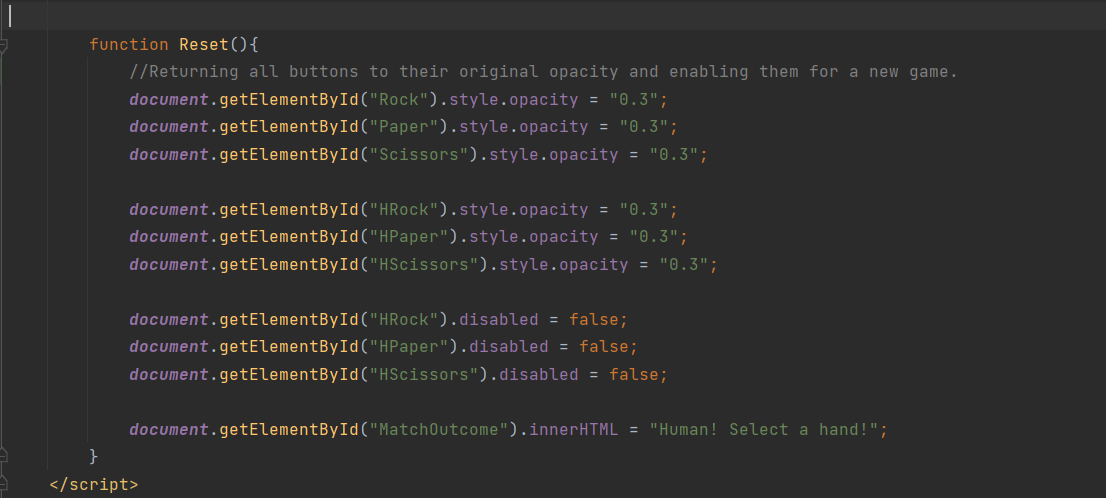 function Reset(){
//Returning all buttons to their original opacity and enabling them for a new game.
document.getElementById("Rock").style.opacity = "0.3";
document.getElementById("Paper").style.opacity = "0.3";
document.getElementById("Scissors").style.opacity = "0.3";
document.getElementById("HRock").style.opacity = "0.3";
document.getElementById("HPaper").style.opacity = "0.3";
document.getElementById("HScissors").style.opacity = "0.3";
document.getElementById("HRock").disabled = false;
document.getElementById("HPaper").disabled = false;
document.getElementById("HScissors").disabled = false;
document.getElementById("MatchOutcome").innerHTML = "Human! Select a hand!";
}
</script>